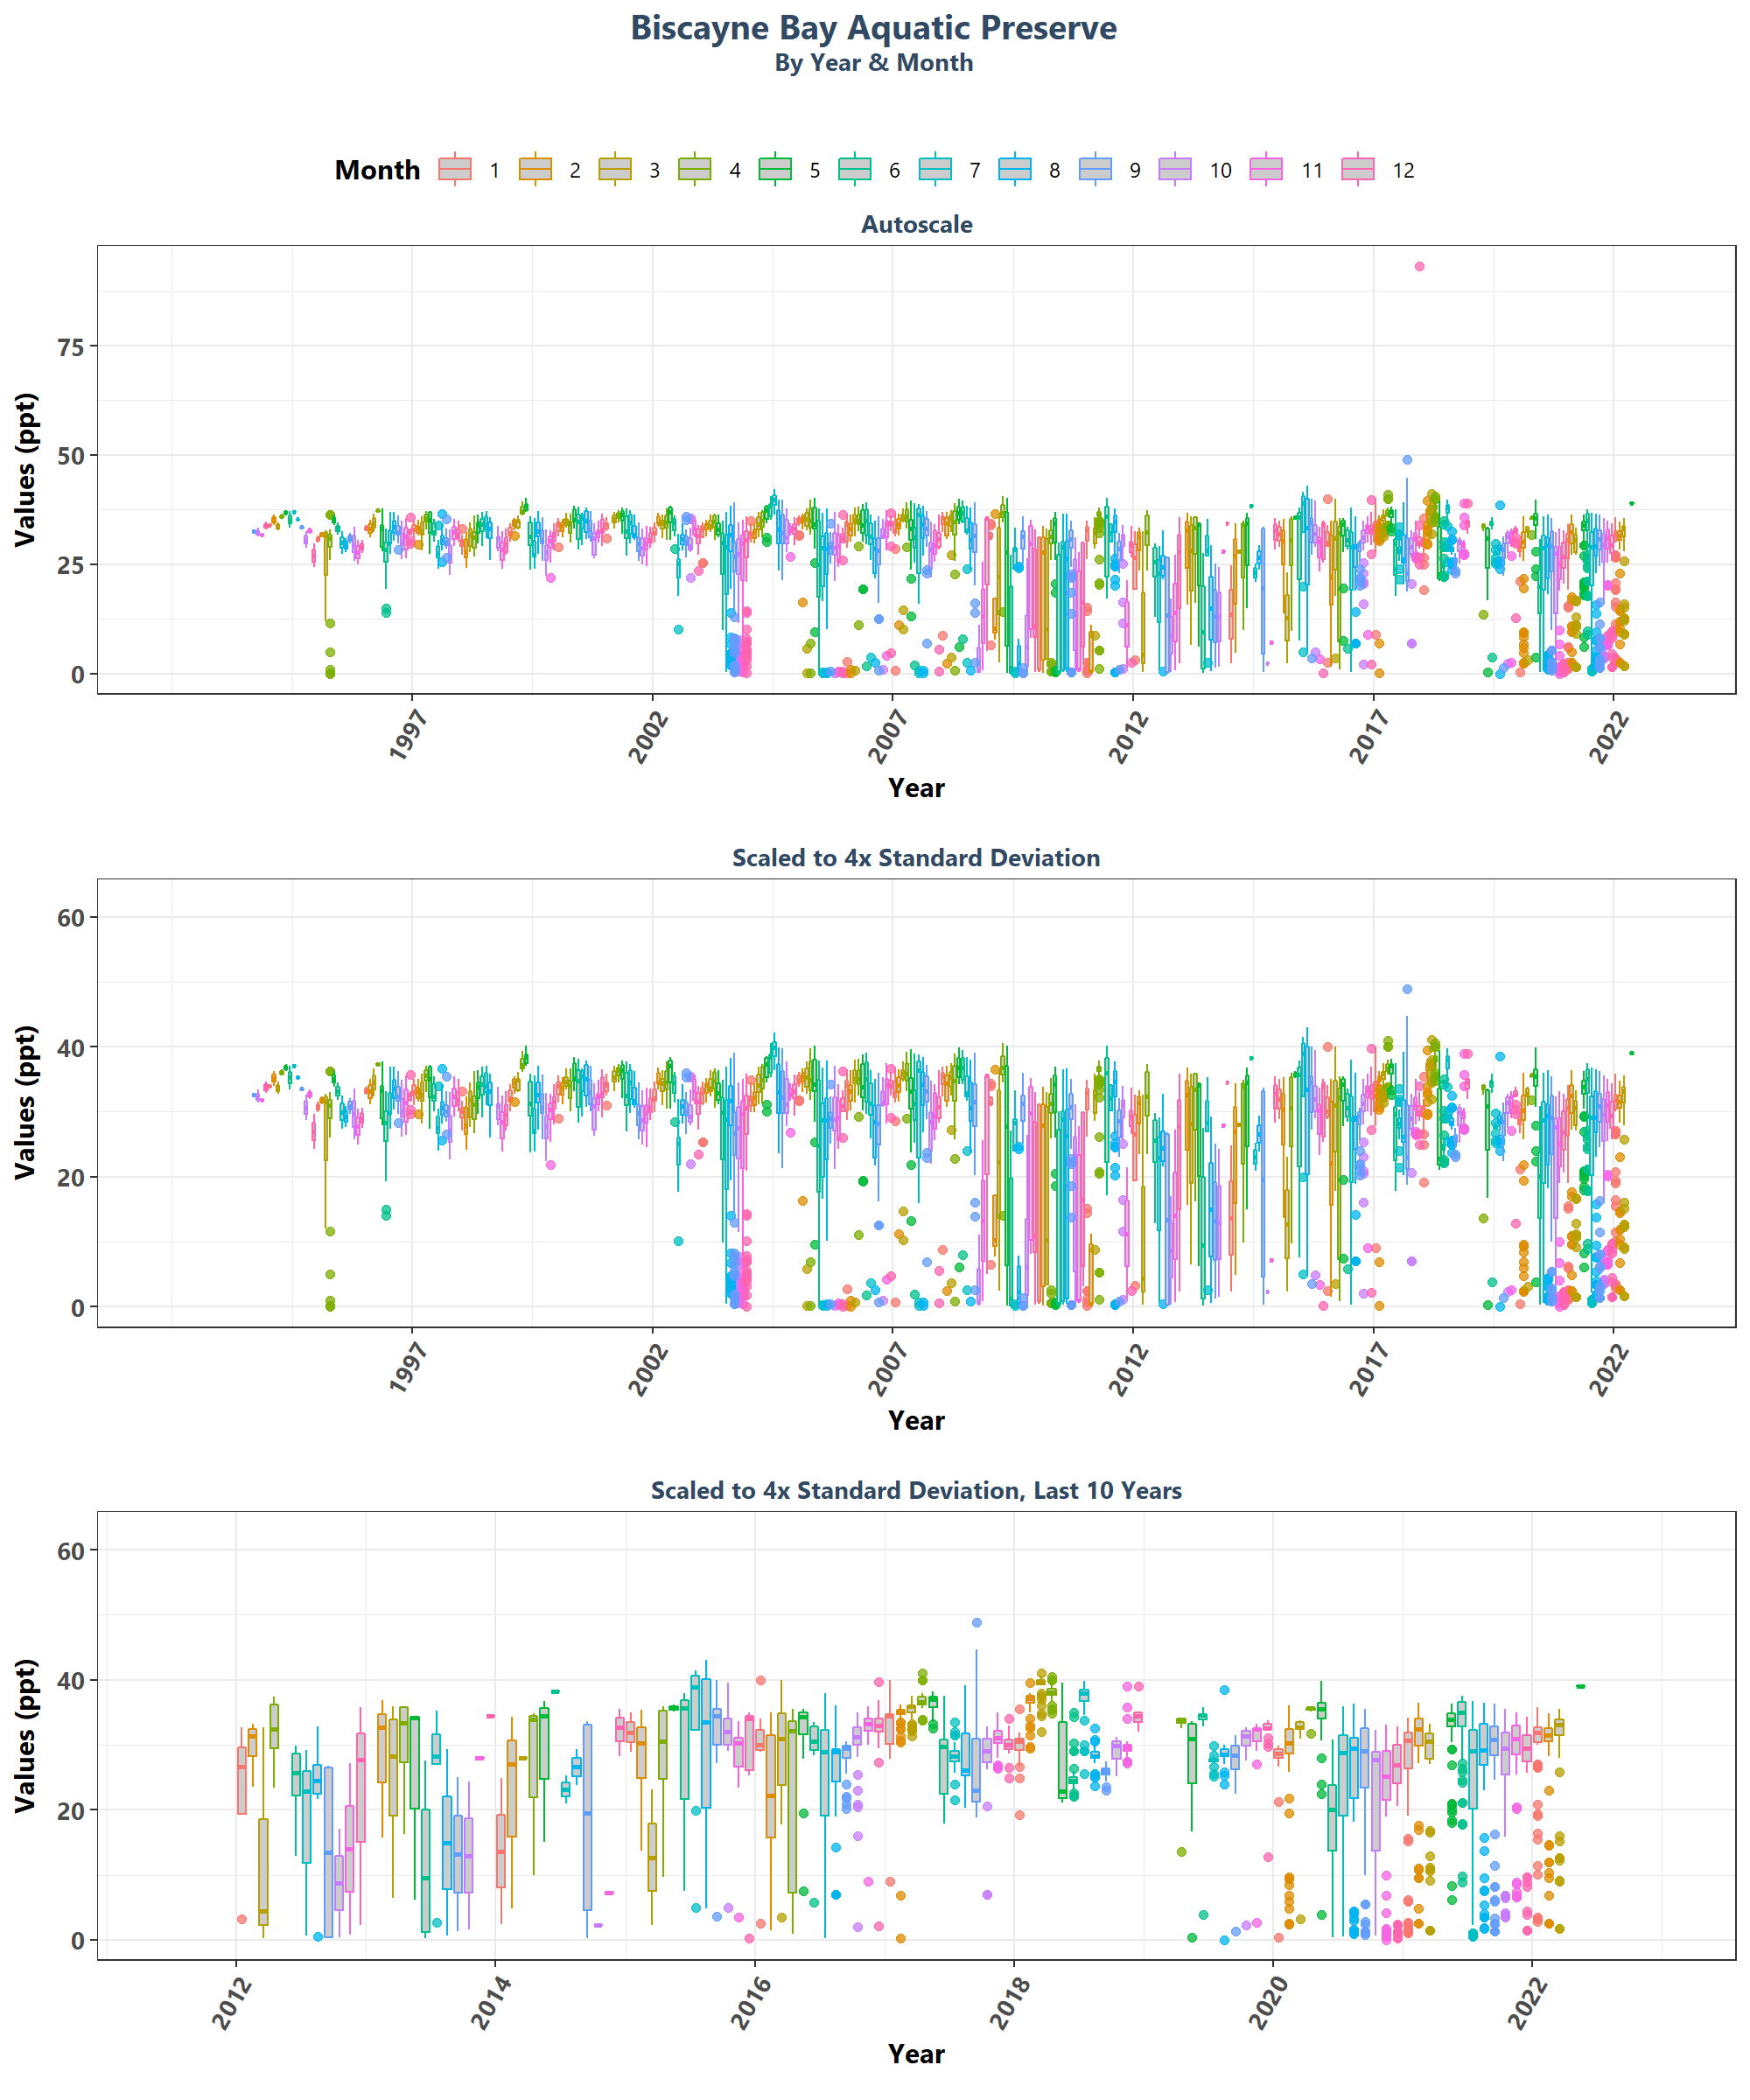 Biscayne Bay Aquatic Preserve
By Year & Month
Month 1 2 3 4 5 6 7 8 9 10 11 12
Autoscale
Values (ppt)
75
50
25
0
1997 2002 2007 2012 2017 2022
Year
Scaled to 4x Standard Deviation
Values (ppt)
60
40
20
0
1997 2002 2007 2012 2017 2022
Year
Scaled to 4x Standard Deviation, Last 10 Years
Values (ppt)
60
40
20
0
2012 2014 2016 2018 2020 2022
Year